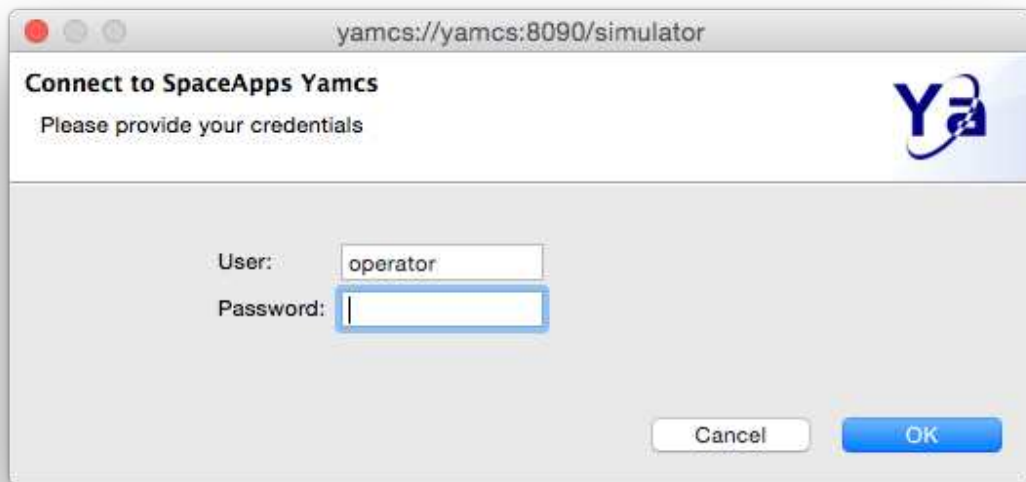 yamcs://yamcs:8090/simulator
Connect to SpaceApps Yamcs
Please provide your credentials
Ya
User: operator
Password:
Cancel OK